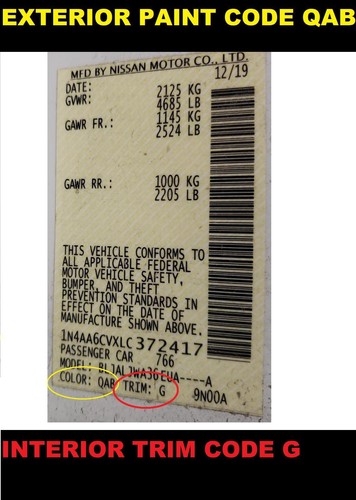 EXTERIOR PAINT CODE QAB
MFD BY NISSAN MOTOR CO., LTD.
DATE: 12/19
GVWR: 2125 KG
4685 LB
GAWR FR.: 1145 KG
2524 LB
GAWR RR.: 1000 KG
2205 LB
THIS VEHICLE CONFORMS TO
ALL APPLICABLE FEDERAL
MOTOR VEHICLE SAFETY,
BUMPER, AND THEFT
PREVENTION STANDARDS IN
EFFECT ON THE DATE OF
MANUFACTURE SHOWN ABOVE.
1N4AA6CVXLC372417
PASSENGER CAR 766
MODEL: BLJALJWA36EUA----A
COLOR: QAB TRIM: G 9N00A
INTERIOR TRIM CODE G